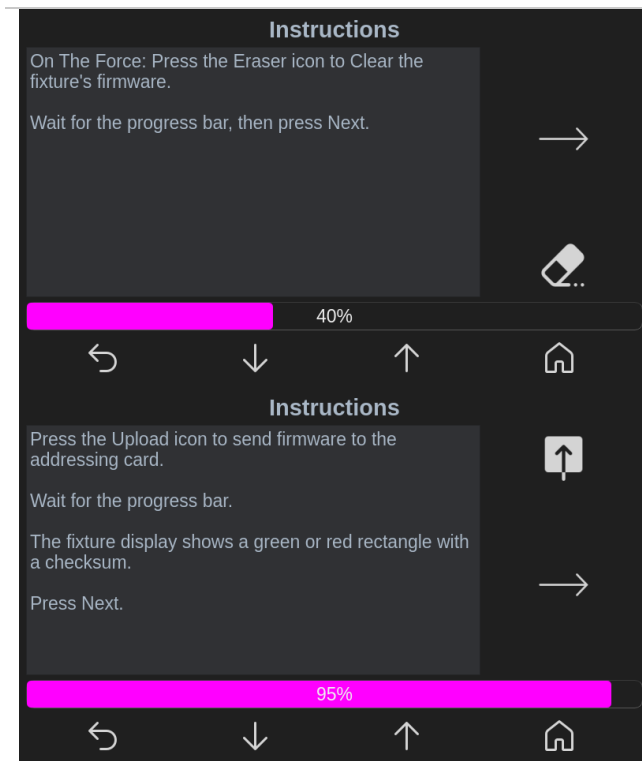 Instructions
On The Force: Press the Eraser icon to Clear the
fixture's firmware.
Wait for the progress bar, then press Next.
40%
Instructions
Press the Upload icon to send firmware to the
addressing card.
Wait for the progress bar.
The fixture display shows a green or red rectangle with
a checksum.
Press Next.
95%